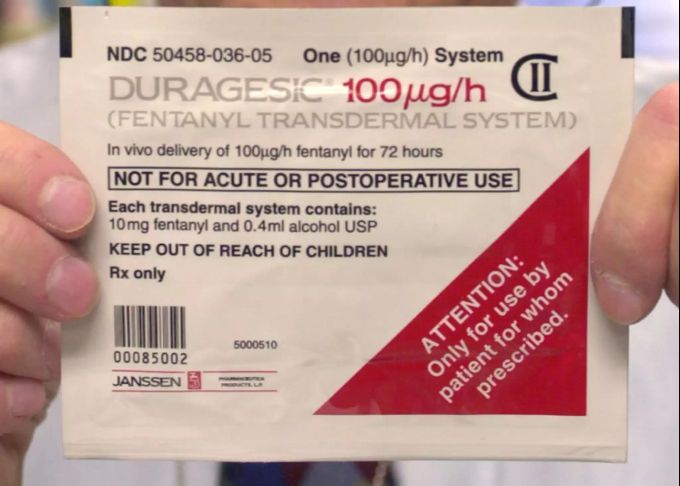 NDC 50458-036-05 One (100µg/h) System
CII
DURAGESIC® 100µg/h
(FENTANYL TRANSDERMAL SYSTEM)
In vivo delivery of 100µg/h fentanyl for 72 hours
NOT FOR ACUTE OR POSTOPERATIVE USE
Each transdermal system contains:
10mg fentanyl and 0.4ml alcohol USP
KEEP OUT OF REACH OF CHILDREN
Rx only
ATTENTION:
Only for use by
patient for whom
prescribed.
00085002
5000510
JANSSEN
PHARMACEUTICA
PRODUCTS, L.P.